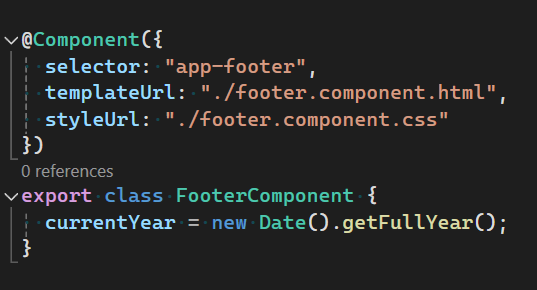 @Component({
  selector: "app-footer",
  templateUrl: "./footer.component.html",
  styleUrl: "./footer.component.css"
})
0 references
export class FooterComponent {
  currentYear = new Date().getFullYear();
}